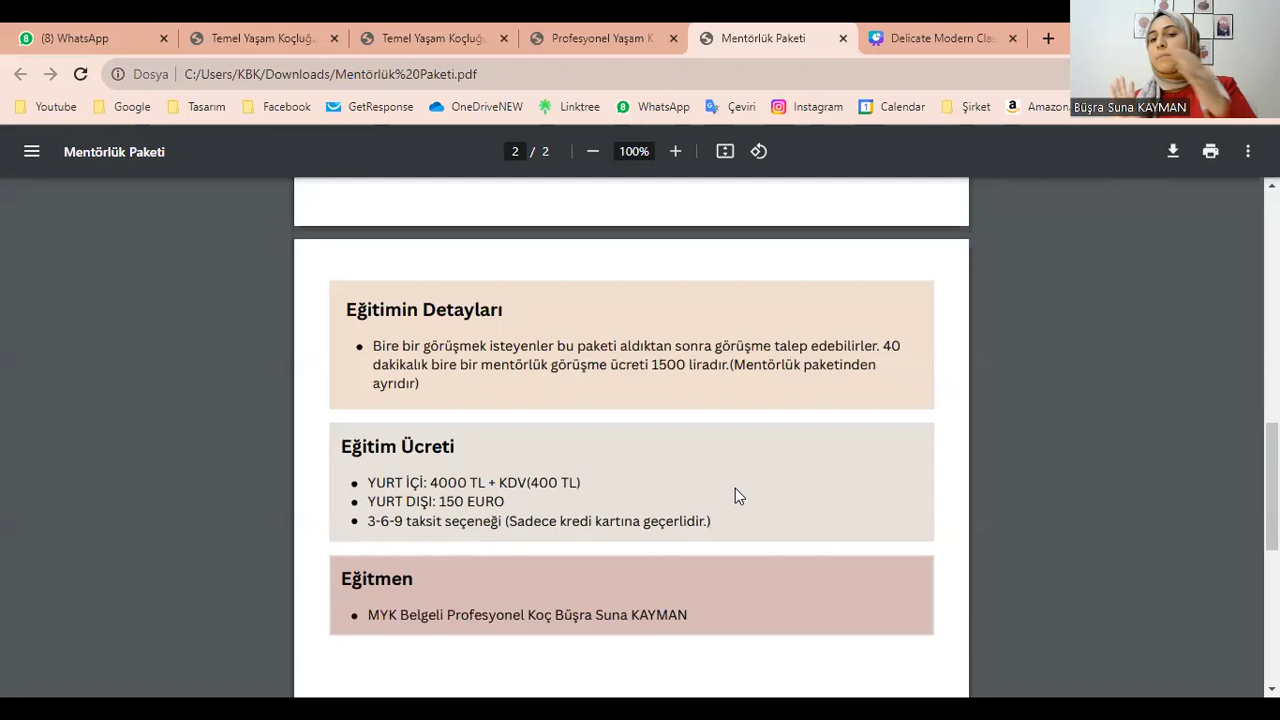 (8) WhatsApp
Temel Yaşam Koçluğu
Temel Yaşam Koçluğu
Profesyonel Yaşam K
Mentörlük Paketi
Delicate Modern Clas
Dosya
C:/Users/KBK/Downloads/Mentörlük%20Paketi.pdf
Youtube
Google
Tasarım
Facebook
GetResponse
OneDriveNEW
Linktree
WhatsApp
Çeviri
Instagram
Calendar
Şirket
Amazon
Büşra Suna KAYMAN
Mentörlük Paketi
2 / 2
100%
Eğitimin Detayları
• Bire bir görüşmek isteyenler bu paketi aldıktan sonra görüşme talep edebilirler. 40
dakikalık bire bir mentörlük görüşme ücreti 1500 liradır.(Mentörlük paketinden
ayrıdır)
Eğitim Ücreti
• YURT İÇİ: 4000 TL + KDV(400 TL)
• YURT DIŞI: 150 EURO
• 3-6-9 taksit seçeneği (Sadece kredi kartına geçerlidir.)
Eğitmen
• MYK Belgeli Profesyonel Koç Büşra Suna KAYMAN